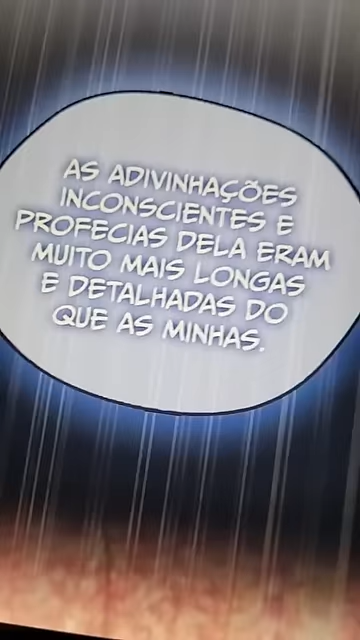 AS ADIVINHAÇÕES
INCONSCIENTES E
PROFECIAS DELA ERAM
MUITO MAIS LONGAS
E DETALHADAS DO
QUE AS MINHAS.